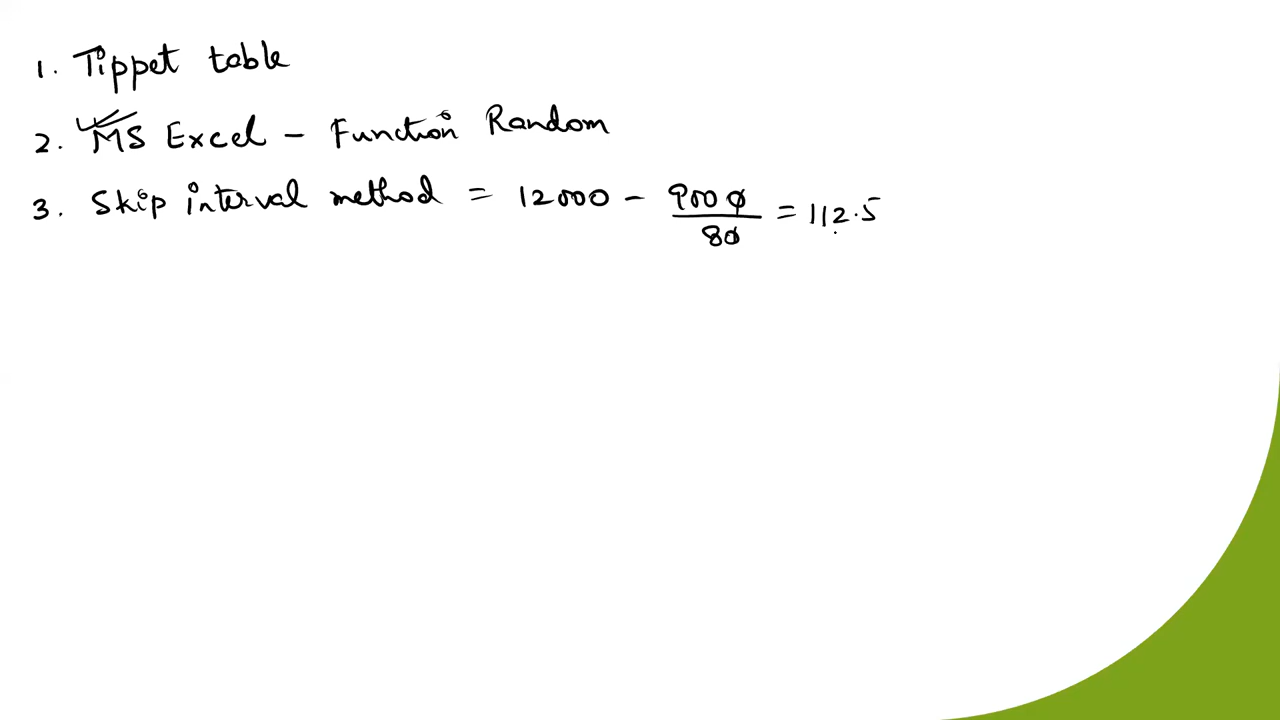 1. Tippet table
2. MS Excel - Function Random
3. Skip interval method = 12000 - 9000/80 = 112.5